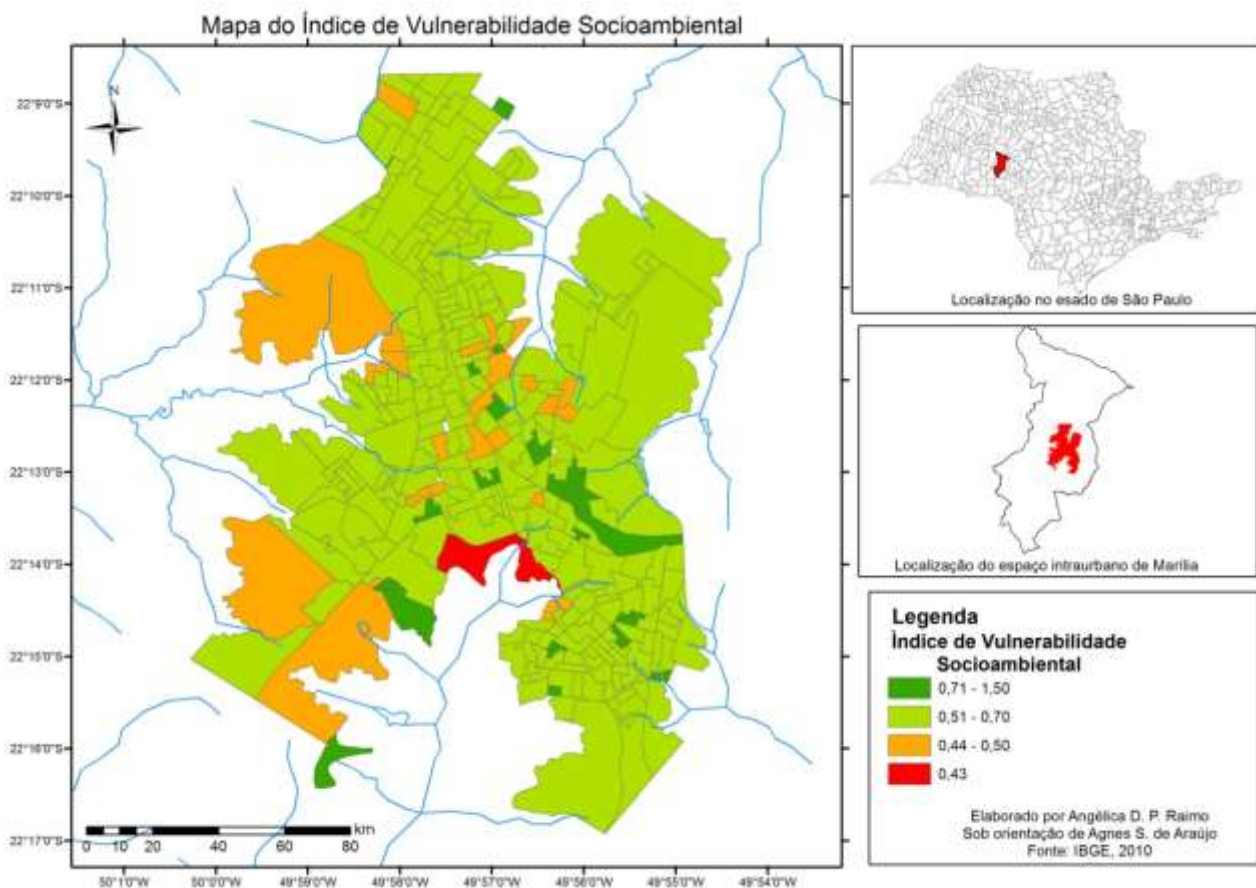 Mapa do Índice de Vulnerabilidade Socioambiental
N
22°9'0"S
22°10'0"S
22°11'0"S
22°12'0"S
22°13'0"S
22°14'0"S
22°15'0"S
22°16'0"S
22°17'0"S
km
0 10 20 40 60 80
50°1'0"W 50°0'0"W 49°59'0"W 49°58'0"W 49°57'0"W 49°56'0"W 49°55'0"W 49°54'0"W
Localização no esado de São Paulo
Localização do espaço intraurbano de Marília
Legenda
Índice de Vulnerabilidade
Socioambiental
0,71 - 1,50
0,51 - 0,70
0,44 - 0,50
0,43
Elaborado por Angélica D. P. Raimo
Sob orientação de Agnes S. de Araújo
Fonte: IBGE, 2010